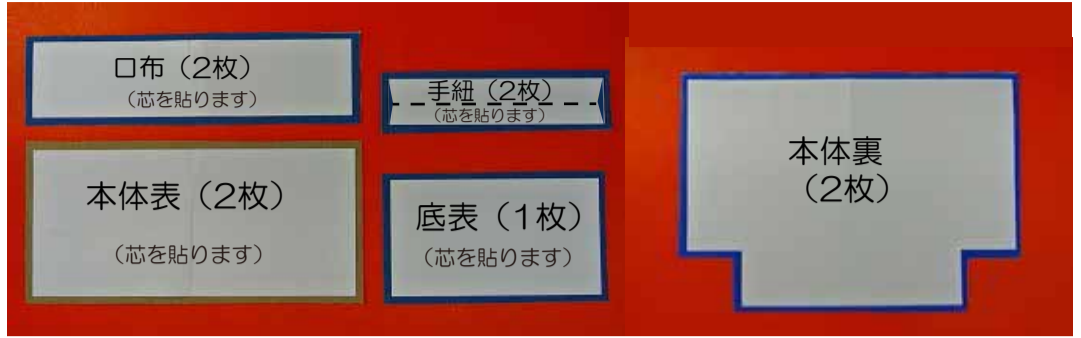 口布（2枚）
（芯を貼ります）
手紐（2枚）
（芯を貼ります）
本体表（2枚）
（芯を貼ります）
底表（1枚）
（芯を貼ります）
本体裏
（2枚）